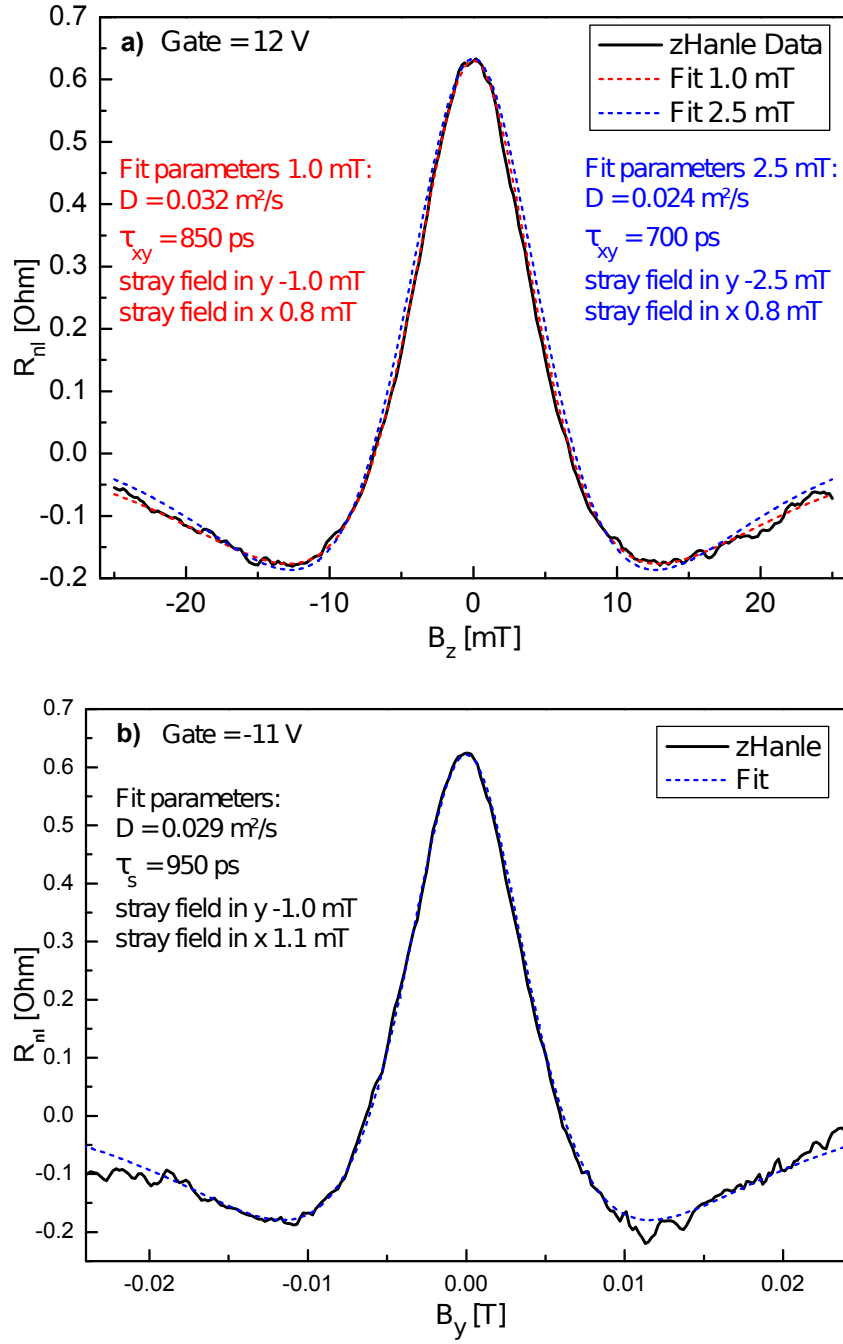 a) Gate = 12 V
zHanle Data
Fit 1.0 mT
Fit 2.5 mT
Fit parameters 1.0 mT:
D = 0.032 m²/s
τxy = 850 ps
stray field in y -1.0 mT
stray field in x 0.8 mT
Fit parameters 2.5 mT:
D = 0.024 m²/s
τxy = 700 ps
stray field in y -2.5 mT
stray field in x 0.8 mT
Rnl [Ohm]
0.7
0.6
0.5
0.4
0.3
0.2
0.1
0.0
-0.1
-0.2
-20 -10 0 10 20
Bz [mT]
b) Gate = -11 V
zHanle
Fit
Fit parameters:
D = 0.029 m²/s
τs = 950 ps
stray field in y -1.0 mT
stray field in x 1.1 mT
Rnl [Ohm]
0.7
0.6
0.5
0.4
0.3
0.2
0.1
0.0
-0.1
-0.2
-0.02 -0.01 0.00 0.01 0.02
By [T]